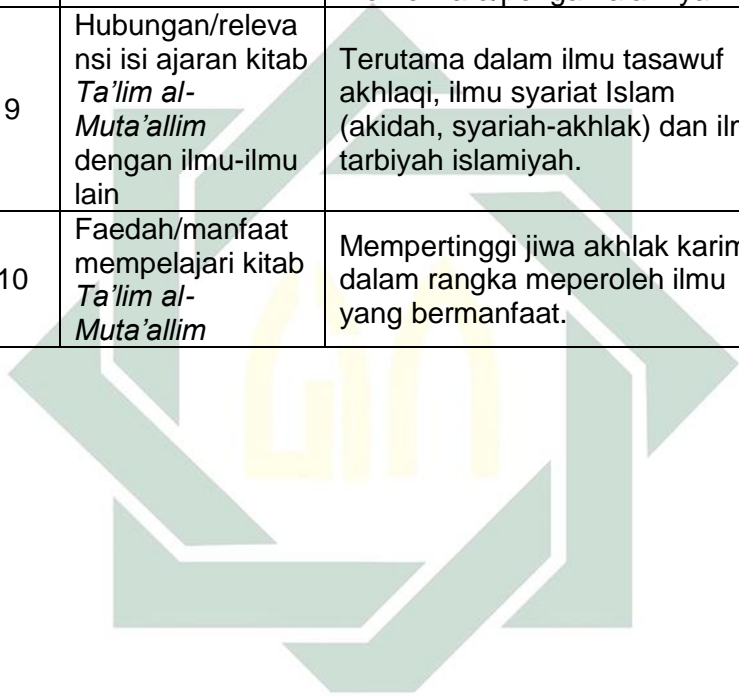 9
Hubungan/releva
nsi isi ajaran kitab
Ta’lim al-
Muta’allim
dengan ilmu-ilmu
lain
Terutama dalam ilmu tasawuf
akhlaqi, ilmu syariat Islam
(akidah, syariah-akhlak) dan
tarbiyah islamiyah.
10
Faedah/manfaat
mempelajari kitab
Ta’lim al-
Muta’allim
Mempertinggi jiwa akhlak
dalam rangka meperoleh ilmu
yang bermanfaat.